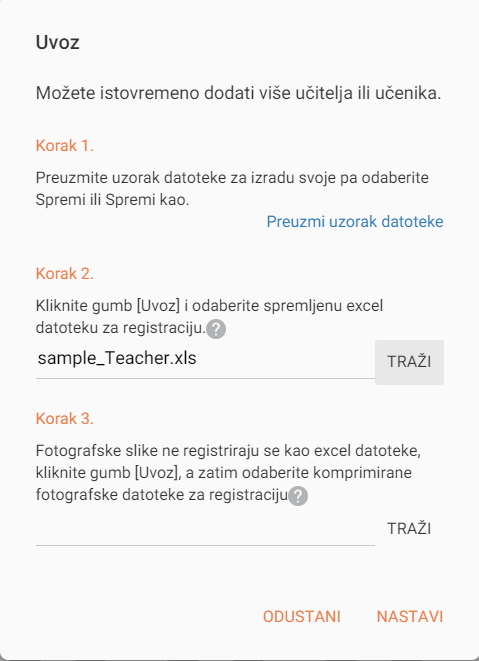 Uvoz
Možete istovremeno dodati više učitelja ili učenika.
Korak 1.
Preuzmite uzorak datoteke za izradu svoje pa odaberite
Spremi ili Spremi kao.
Preuzmi uzorak datoteke
Korak 2.
Kliknite gumb [Uvoz] i odaberite spremljenu excel
datoteku za registraciju.?
sample_Teacher.xls TRAŽI
Korak 3.
Fotografske slike ne registriraju se kao excel datoteke,
kliknite gumb [Uvoz], a zatim odaberite komprimirane
fotografske datoteke za registraciju?
TRAŽI
ODUSTANI NASTAVI